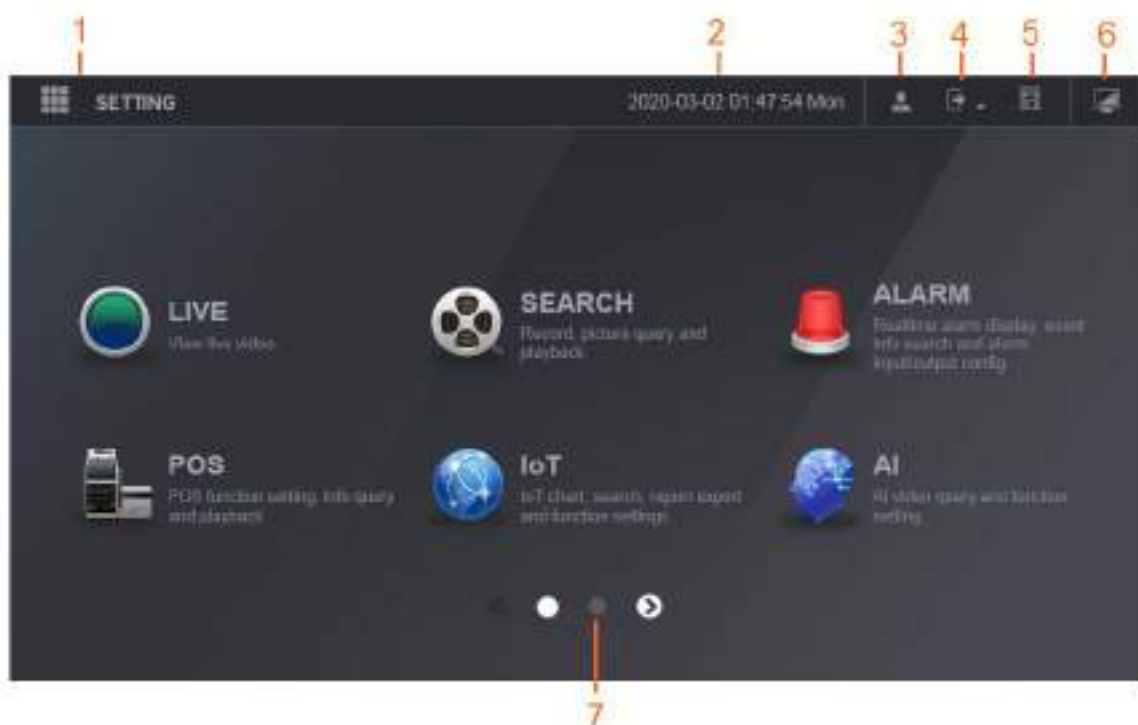 1 2 3 4 5 6
SETTING 2020-03-02 01:47:54 Mon
LIVE
View live video.
SEARCH
Record, picture query and
playback.
ALARM
Realtime alarm display, event
info search and alarm
input/output config
POS
POS function setting, info query
and playback
IoT
IoT chart, search, report export
and function settings.
AI
AI video query and function
setting.
7